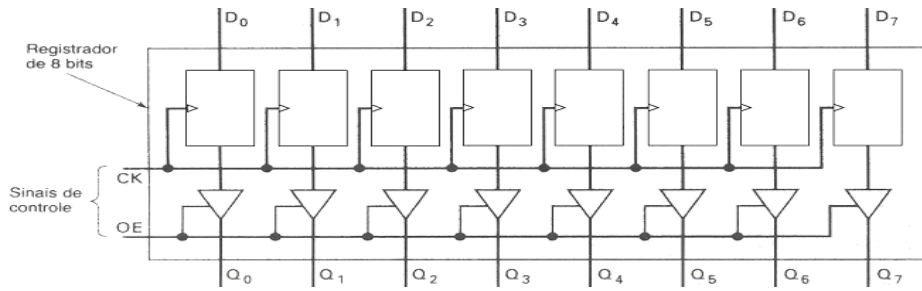 D0 D1 D2 D3 D4 D5 D6 D7
Registrador
de 8 bits
CK
Sinais de
controle
OE
Q0 Q1 Q2 Q3 Q4 Q5 Q6 Q7